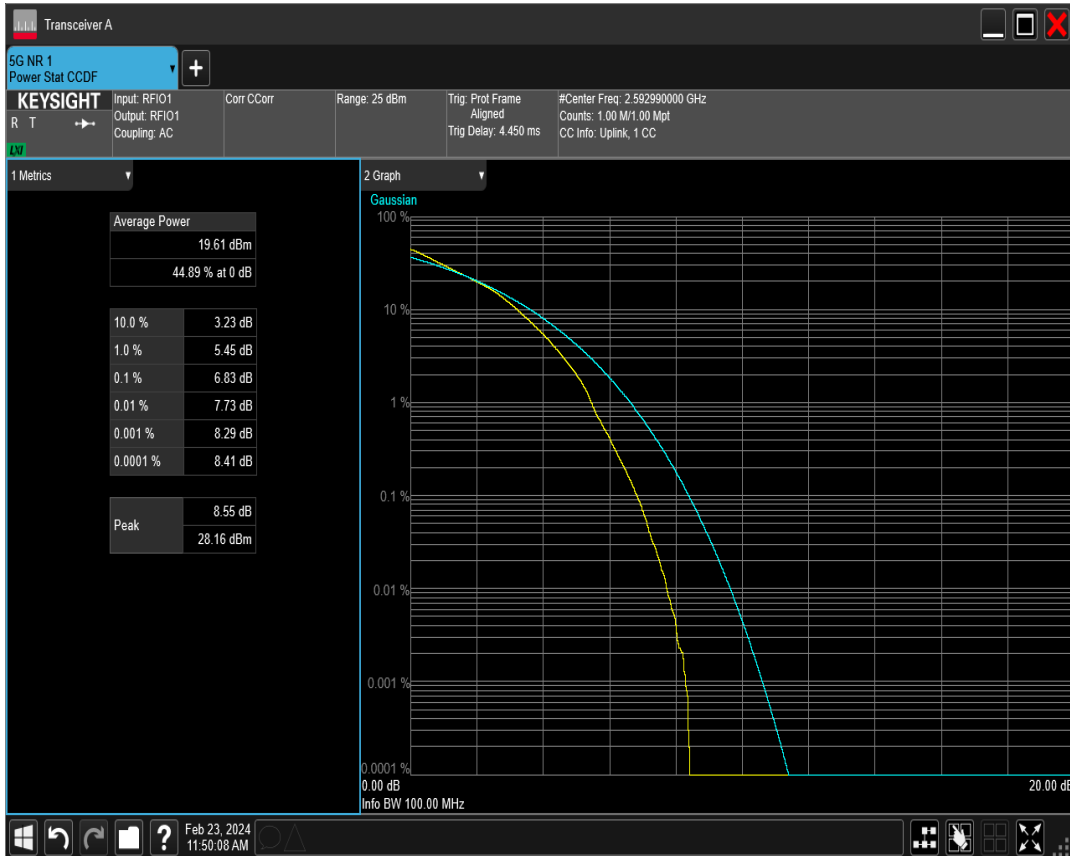 Transceiver A
5G NR 1
Power Stat CCDF
KEYSIGHT
R T
LXI
Input: RFIO1
Output: RFIO1
Coupling: AC
Corr CCorr
Range: 25 dBm
Trig: Prot Frame
Aligned
Trig Delay: 4.450 ms
#Center Freq: 2.592990000 GHz
Counts: 1.00 M/1.00 Mpt
CC Info: Uplink, 1 CC
1 Metrics
Average Power
19.61 dBm
44.89 % at 0 dB
10.0 % 3.23 dB
1.0 % 5.45 dB
0.1 % 6.83 dB
0.01 % 7.73 dB
0.001 % 8.29 dB
0.0001 % 8.41 dB
Peak
8.55 dB
28.16 dBm
2 Graph
Gaussian
100 %
10 %
1 %
0.1 %
0.01 %
0.001 %
0.0001 %
0.00 dB
20.00 dB
Info BW 100.00 MHz
?
Feb 23, 2024
11:50:08 AM